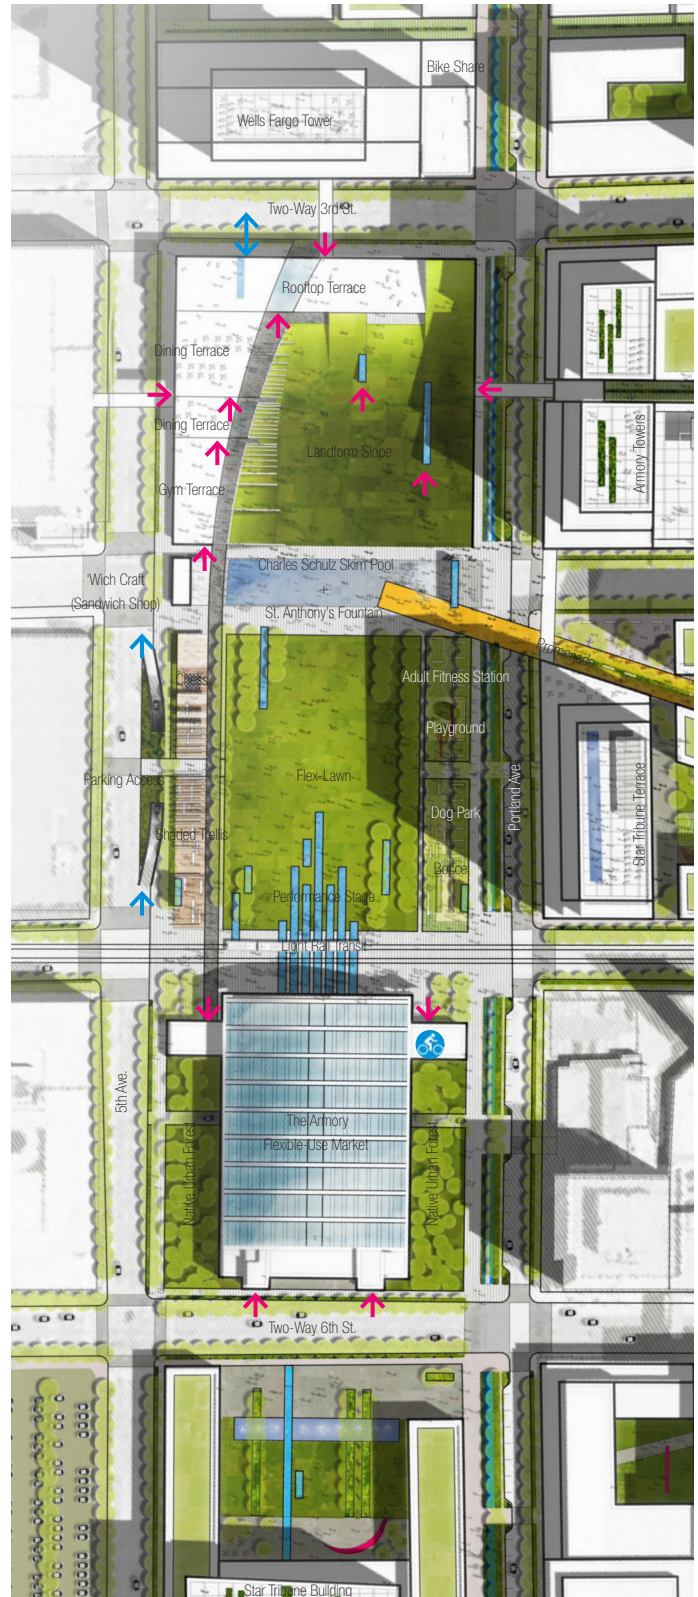 Bike Share
Wells Fargo Tower
Two-Way 3rd St.
Rooftop Terrace
Dining Terrace
Dining Terrace
Landform Slope
Armory Towers
Gym Terrace
Charles Schulz Skim Pool
'Wich Craft
(Sandwich Shop)
St. Anthony's Fountain
Promenade
Chess
Adult Fitness Station
Playground
Flex-Lawn
Parking Access
Portland Ave.
Star Tribune Terrace
Dog Park
Shaded Trellis
Bocce
Performance Stage
Light Rail Transit
5th Ave.
The Armory
Flexible-Use Market
Native Urban Forest
Native Urban Forest
Two-Way 6th St.
Star Tribune Building